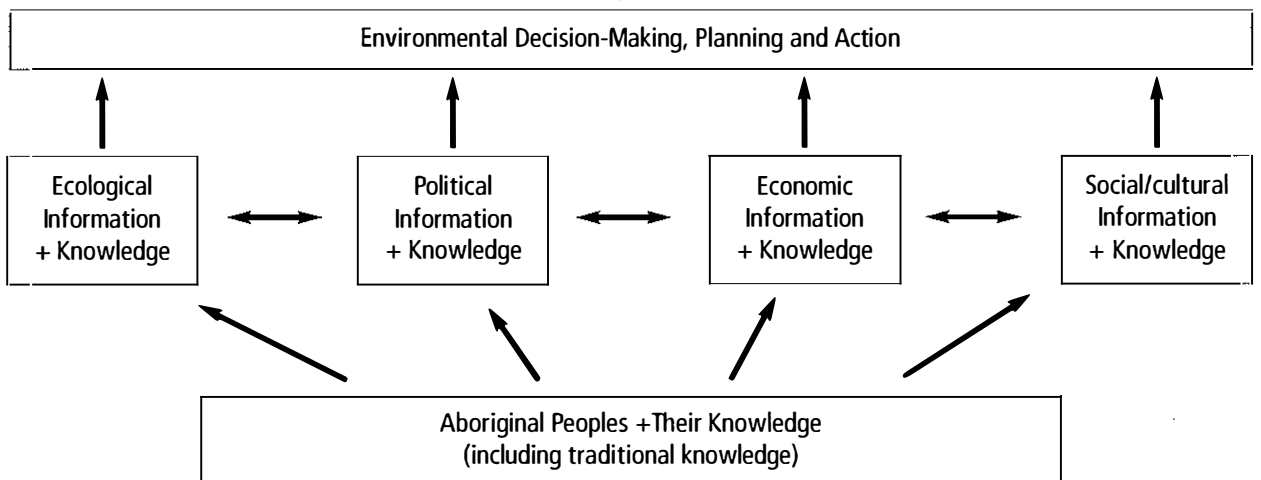 Environmental Decision-Making, Planning and Action
Ecological
Information
+ Knowledge
Political
Information
+ Knowledge
Economic
Information
+ Knowledge
Social/cultural
Information
+ Knowledge
Aboriginal Peoples +Their Knowledge
(including traditional knowledge)